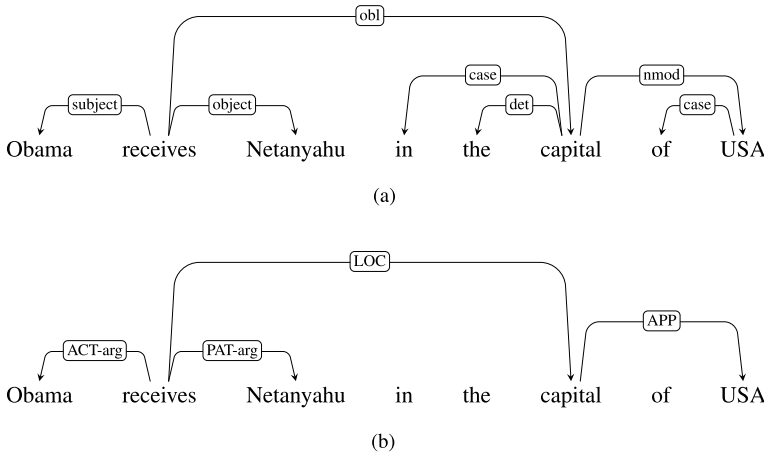 obl
case nmod
subject object det case
Obama receives Netanyahu in the capital of USA
(a)
LOC
APP
ACT-arg PAT-arg
Obama receives Netanyahu in the capital of USA
(b)